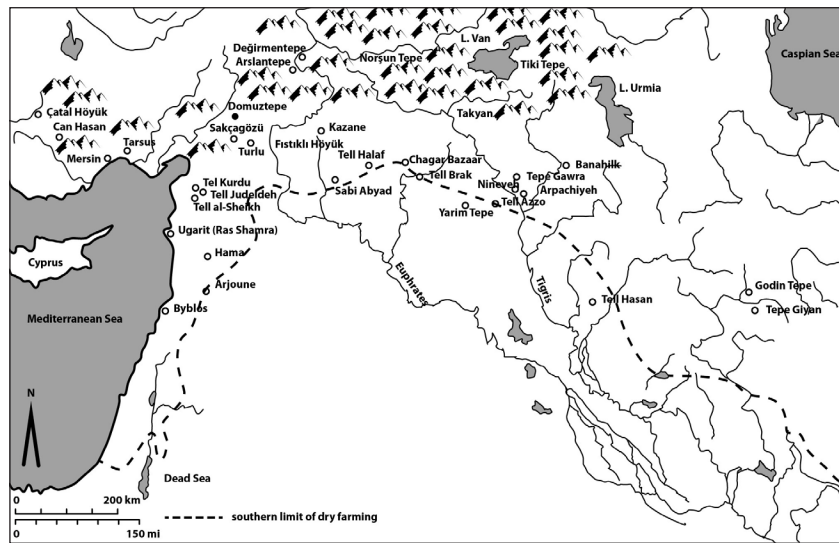 L. Van
Caspian Sea
Değirmentepe
Arslantepe
Norşun Tepe
Tiki Tepe
L. Urmia
Çatal Höyük
Can Hasan
Domuztepe
Takyan
Tarsus
Sakçagözü
Kazane
Mersin
Turlu
Fıstıklı Höyük
Tell Halaf
Chagar Bazaar
Banahilk
Tel Kurdu
Tell Judeideh
Tell al-Sheikh
Sabi Abyad
Tell Brak
Tepe Gawra
Nineveh
Arpachiyeh
Yarim Tepe
Tell Azzo
Ugarit (Ras Shamra)
Cyprus
Hama
Euphrates
Tigris
Godin Tepe
Arjoune
Tell Hasan
Tepe Giyan
Mediterranean Sea
Byblos
N
Dead Sea
0 200 km
0 150 mi
southern limit of dry farming